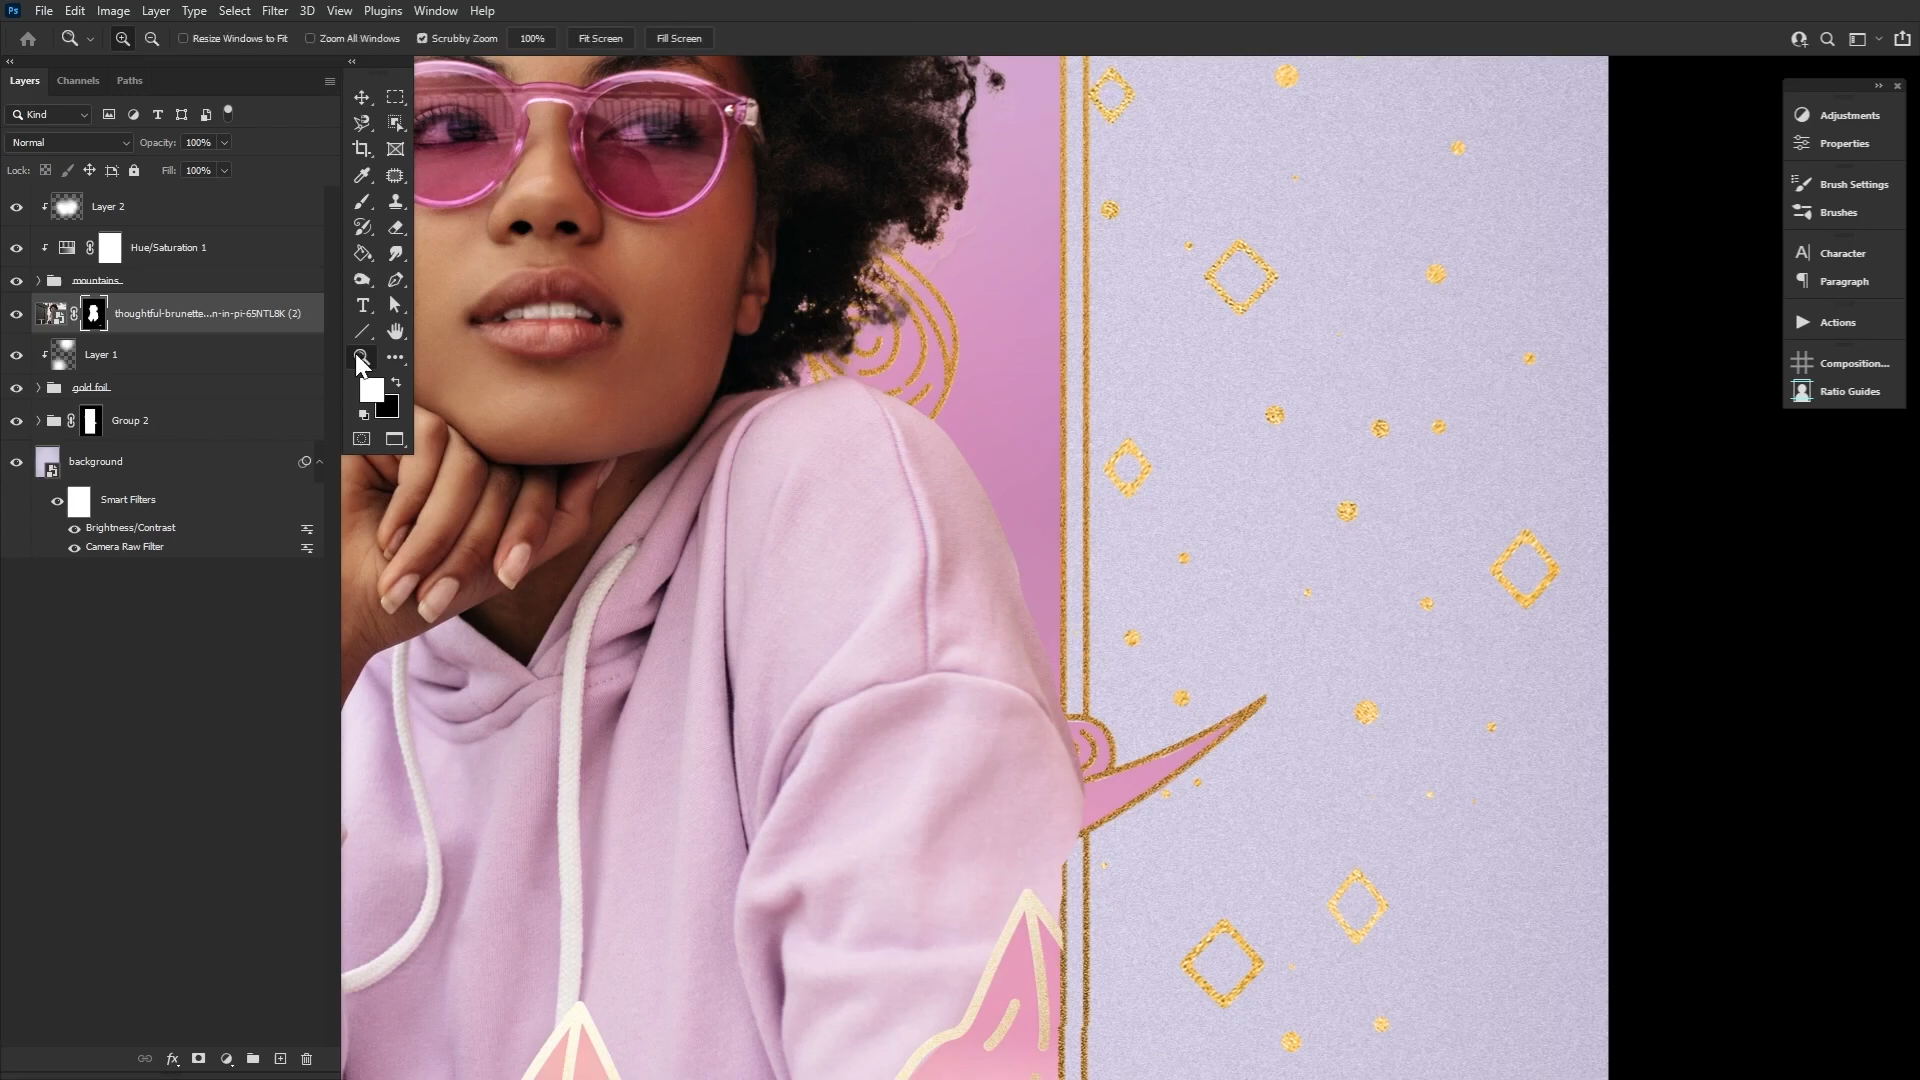 Ps File Edit Image Layer Type Select Filter 3D View Plugins Window Help
Resize Windows to Fit Zoom All Windows Scrubby Zoom 100% Fit Screen Fill Screen
Layers Channels Paths
Kind
Normal Opacity: 100%
Lock: Fill: 100%
Layer 2
Hue/Saturation 1
mountains
thoughtful-brunette...n-in-pi-65NTL8K (2)
Layer 1
gold foil
Group 2
background
Smart Filters
Brightness/Contrast
Camera Raw Filter
fx
Adjustments
Properties
Brush Settings
Brushes
Character
Paragraph
Actions
Composition...
Ratio Guides